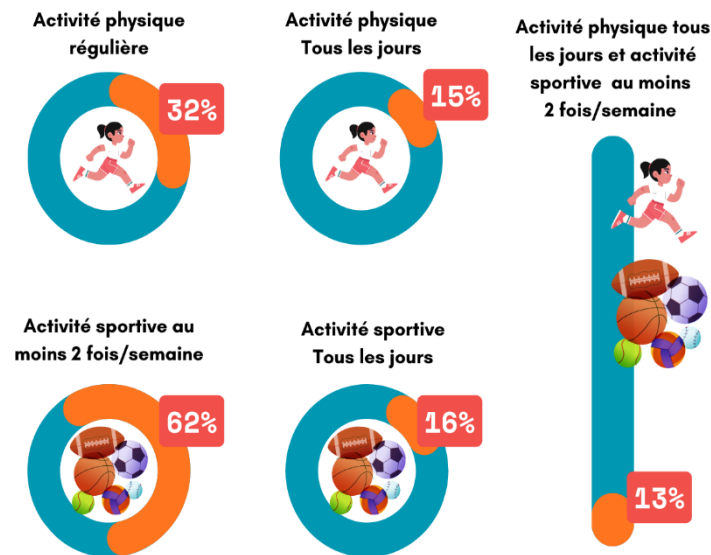 Activité physique
régulière
32%
Activité physique
Tous les jours
15%
Activité physique tous
les jours et activité
sportive au moins
2 fois/semaine
13%
Activité sportive au
moins 2 fois/semaine
62%
Activité sportive
Tous les jours
16%